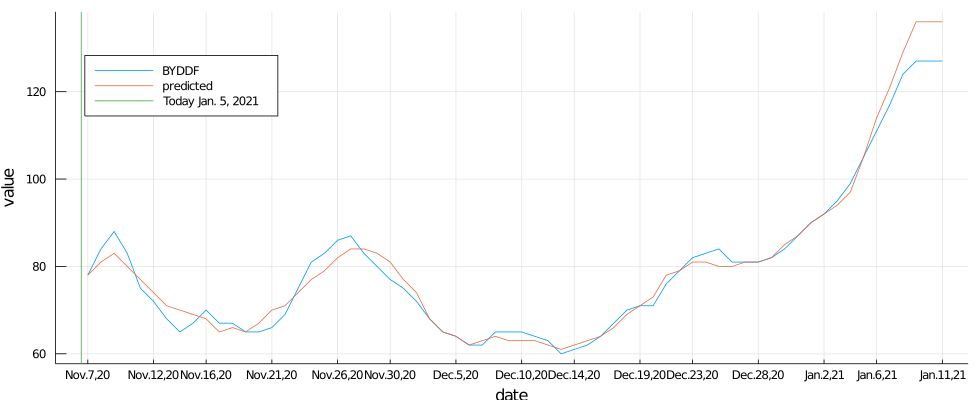 BYDDF
predicted
Today Jan. 5, 2021
value
120
100
80
60
Nov.7,20 Nov.12,20 Nov.16,20 Nov.21,20 Nov.26,20 Nov.30,20 Dec.5,20 Dec.10,20 Dec.14,20 Dec.19,20 Dec.23,20 Dec.28,20 Jan.2,21 Jan.6,21 Jan.11,21
date